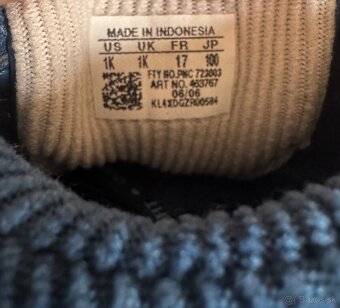 MADE IN INDONESIA
US UK FR JP
1K 1K 17 100
FTY NO.PNC 723003
ART NO. 463767
06/06
KL4XDGZR00584
Bazos.sk